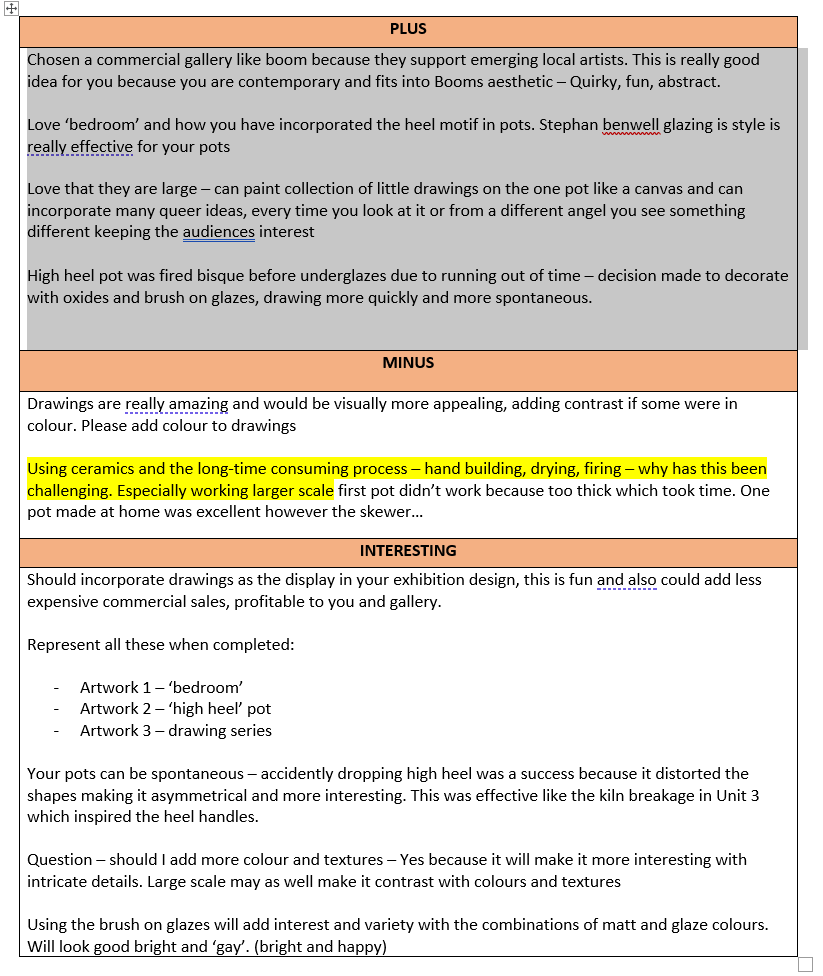 PLUS
Chosen a commercial gallery like boom because they support emerging local artists. This is really good
idea for you because you are contemporary and fits into Booms aesthetic – Quirky, fun, abstract.
Love ‘bedroom’ and how you have incorporated the heel motif in pots. Stephan benwell glazing is style is
really effective for your pots
Love that they are large – can paint collection of little drawings on the one pot like a canvas and can
incorporate many queer ideas, every time you look at it or from a different angel you see something
different keeping the audiences interest
High heel pot was fired bisque before underglazes due to running out of time – decision made to decorate
with oxides and brush on glazes, drawing more quickly and more spontaneous.
MINUS
Drawings are really amazing and would be visually more appealing, adding contrast if some were in
colour. Please add colour to drawings
Using ceramics and the long-time consuming process – hand building, drying, firing – why has this been
challenging. Especially working larger scale first pot didn’t work because too thick which took time. One
pot made at home was excellent however the skewer…
INTERESTING
Should incorporate drawings as the display in your exhibition design, this is fun and also could add less
expensive commercial sales, profitable to you and gallery.
Represent all these when completed:
- Artwork 1 – ‘bedroom’
- Artwork 2 – ‘high heel’ pot
- Artwork 3 – drawing series
Your pots can be spontaneous – accidently dropping high heel was a success because it distorted the
shapes making it asymmetrical and more interesting. This was effective like the kiln breakage in Unit 3
which inspired the heel handles.
Question – should I add more colour and textures – Yes because it will make it more interesting with
intricate details. Large scale may as well make it contrast with colours and textures
Using the brush on glazes will add interest and variety with the combinations of matt and glaze colours.
Will look good bright and ‘gay’. (bright and happy)